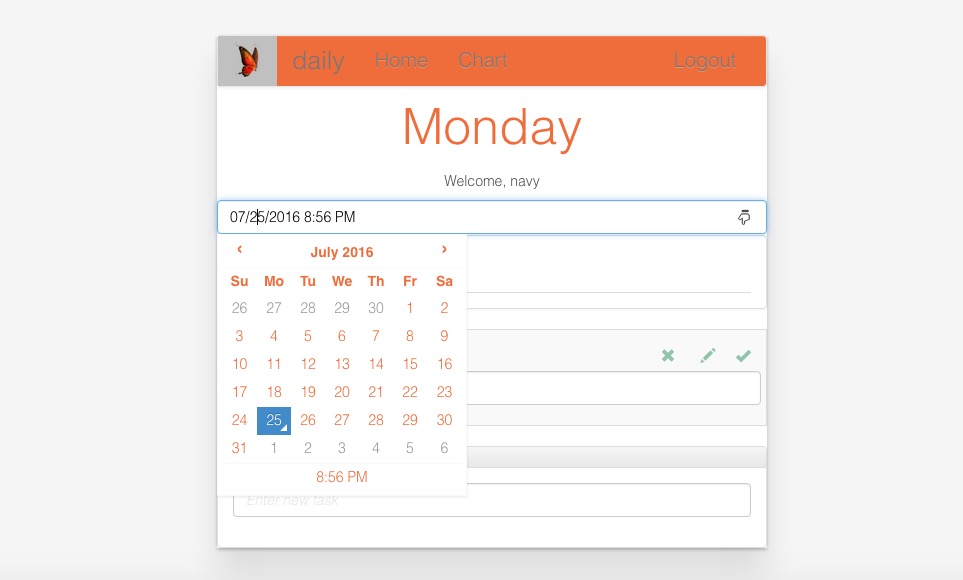 daily Home Chart Logout
Monday
Welcome, navy
07/25/2016 8:56 PM
‹ July 2016 ›
Su Mo Tu We Th Fr Sa
26 27 28 29 30 1 2
3 4 5 6 7 8 9
10 11 12 13 14 15 16
17 18 19 20 21 22 23
24 25 26 27 28 29 30
31 1 2 3 4 5 6
8:56 PM
Enter new task